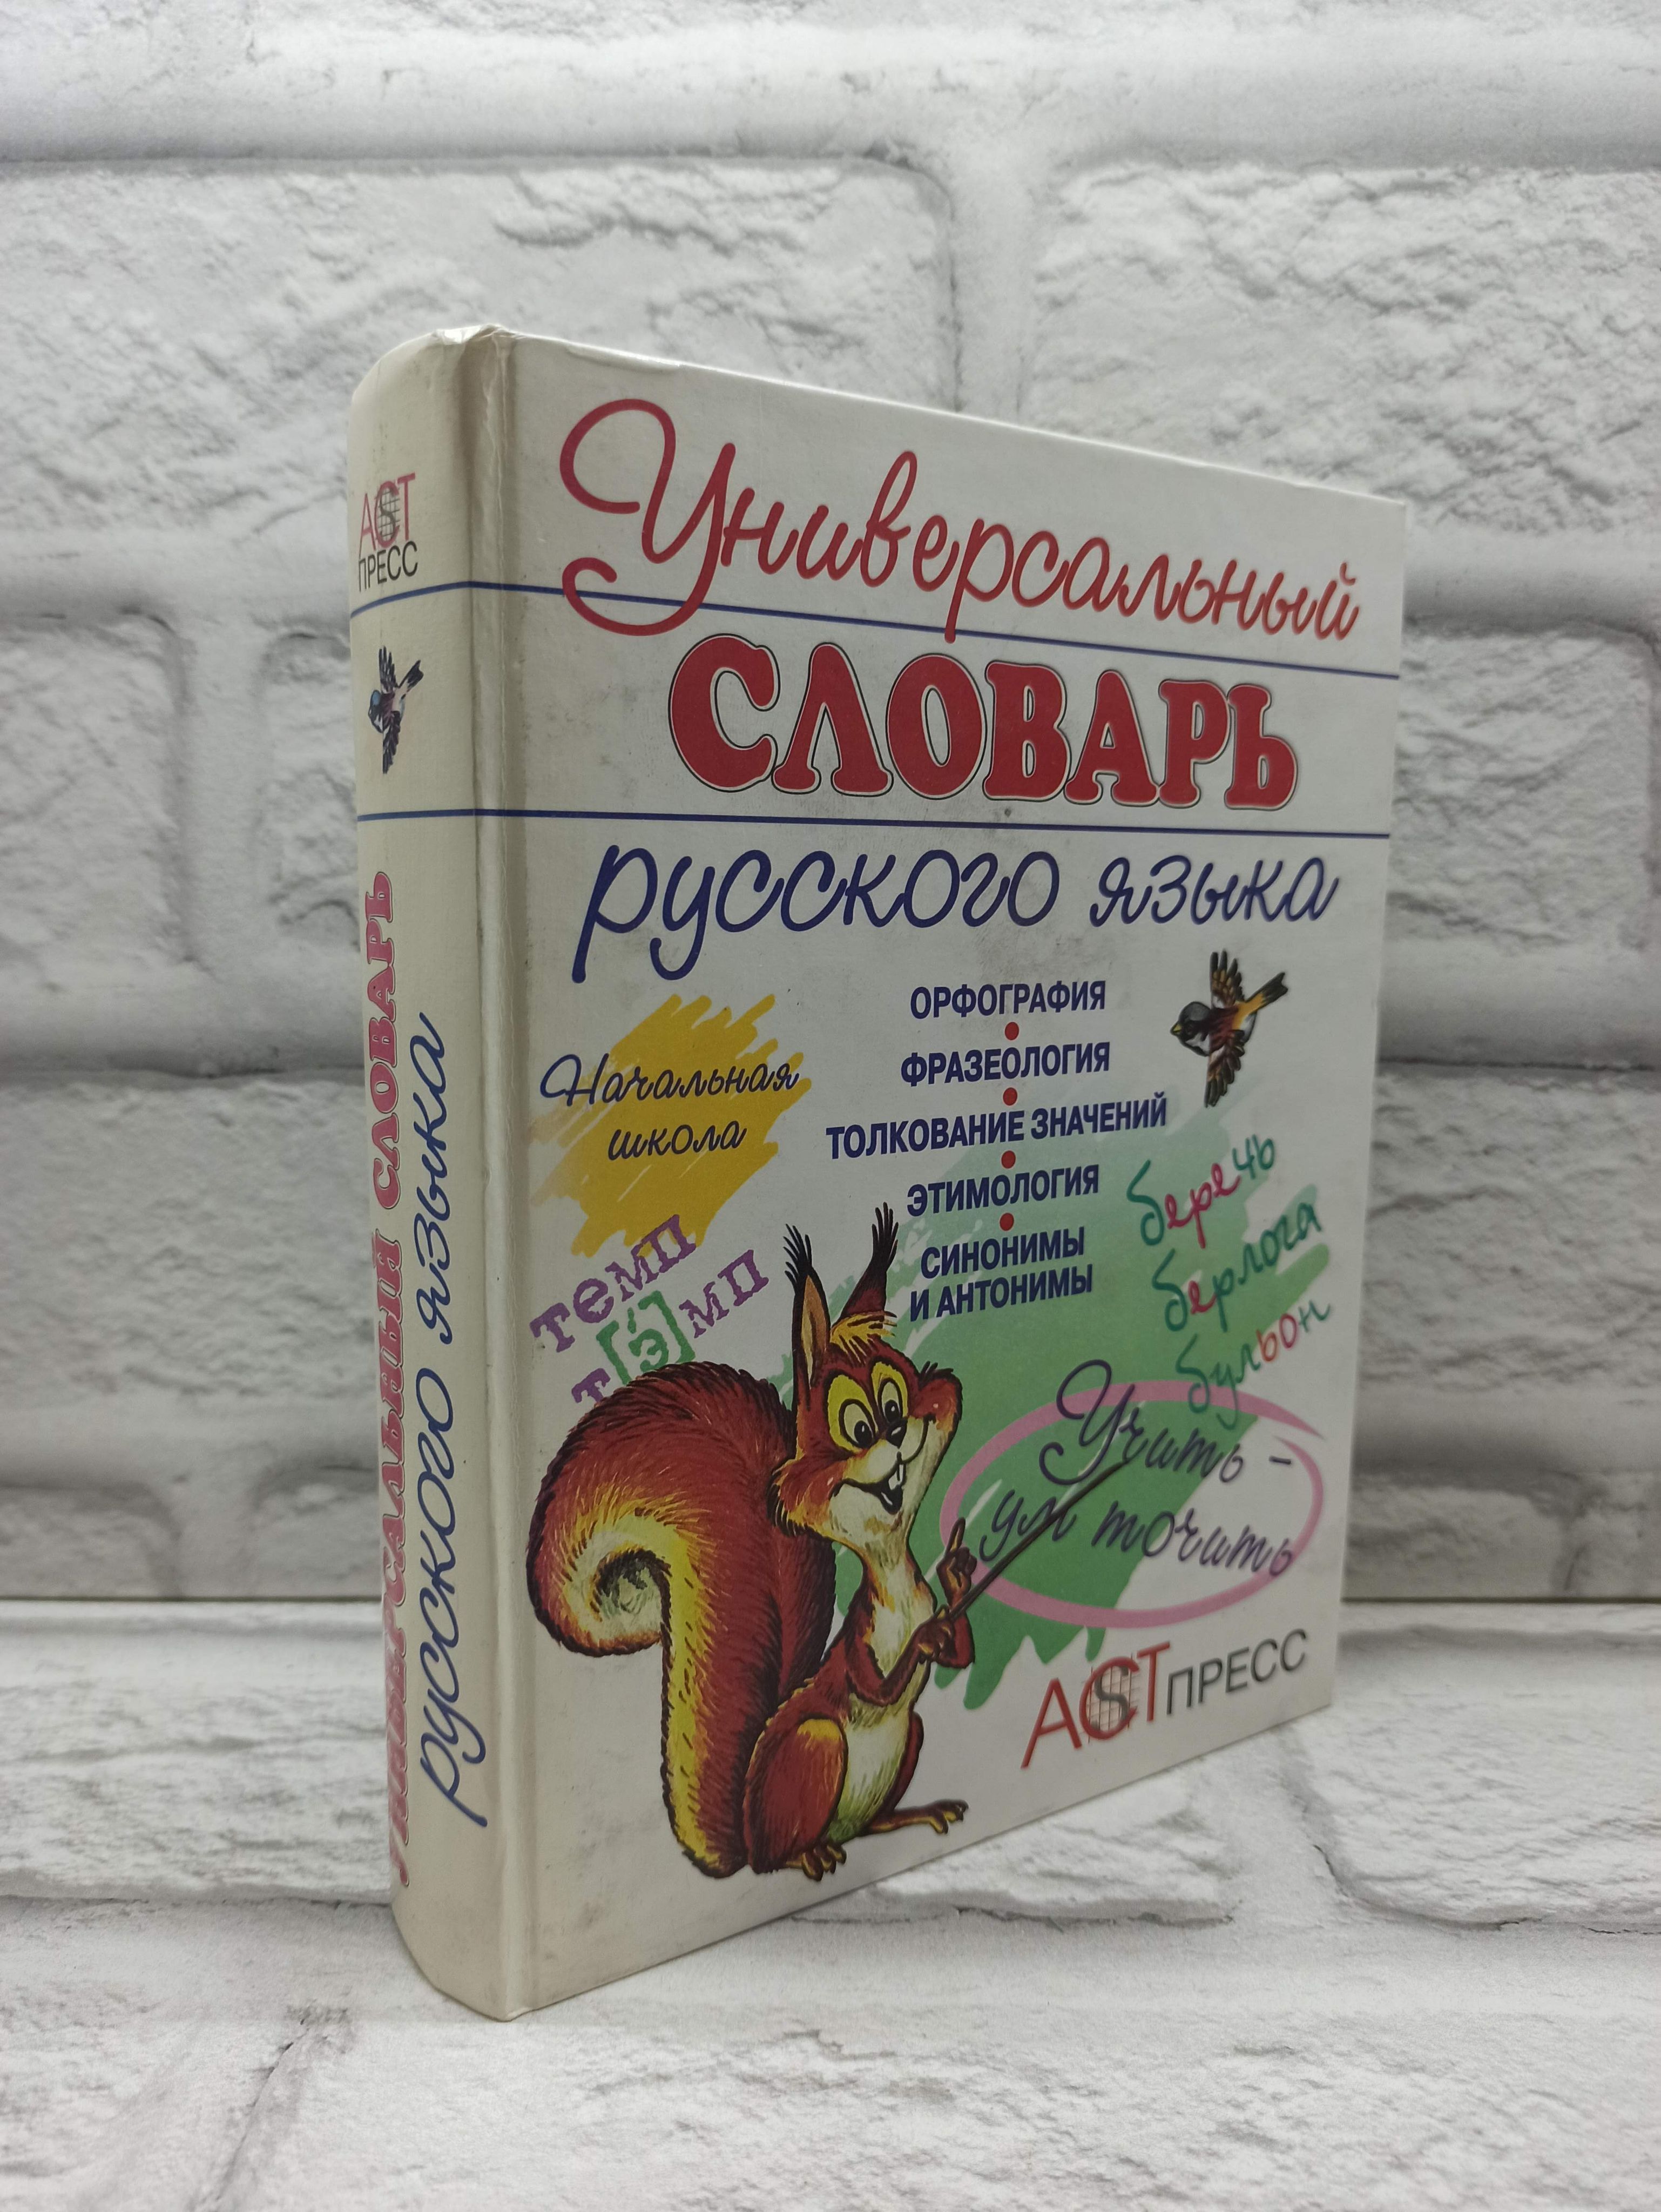 АСТ
ПРЕСС
Универсальный СЛОВАРЬ
русского языка
Универсальный
СЛОВАРЬ
русского языка
Начальная
школа
ОРФОГРАФИЯ
ФРАЗЕОЛОГИЯ
ТОЛКОВАНИЕ ЗНАЧЕНИЙ
ЭТИМОЛОГИЯ
СИНОНИМЫ
И АНТОНИМЫ
темп
т[э́]мп
беречь
берлога
бульон
Учить -
ум точить
АСТ ПРЕСС